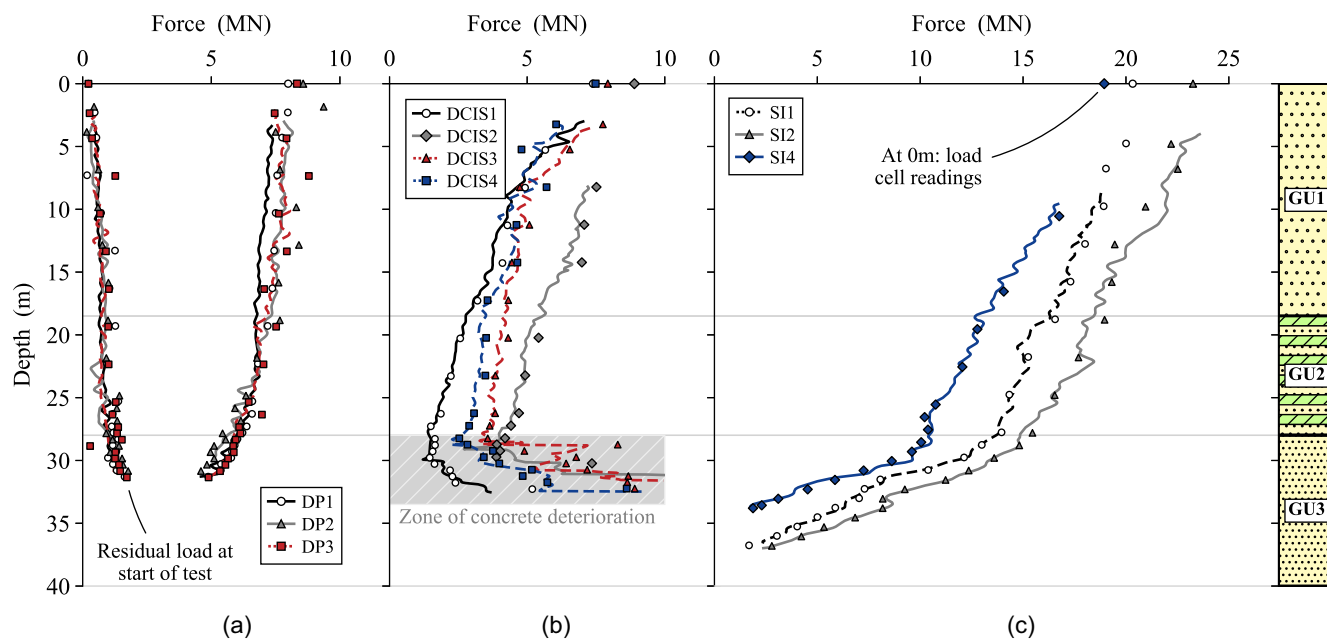 Force (MN)
Force (MN)
Force (MN)
0
5
10
0
5
10
0
5
10
15
20
25
Depth (m)
0
5
10
15
20
25
30
35
40
DCIS1
DCIS2
DCIS3
DCIS4
SI1
SI2
SI4
At 0m: load
cell readings
GU1
GU2
GU3
DP1
DP2
DP3
Residual load at
start of test
Zone of concrete deterioration
(a)
(b)
(c)